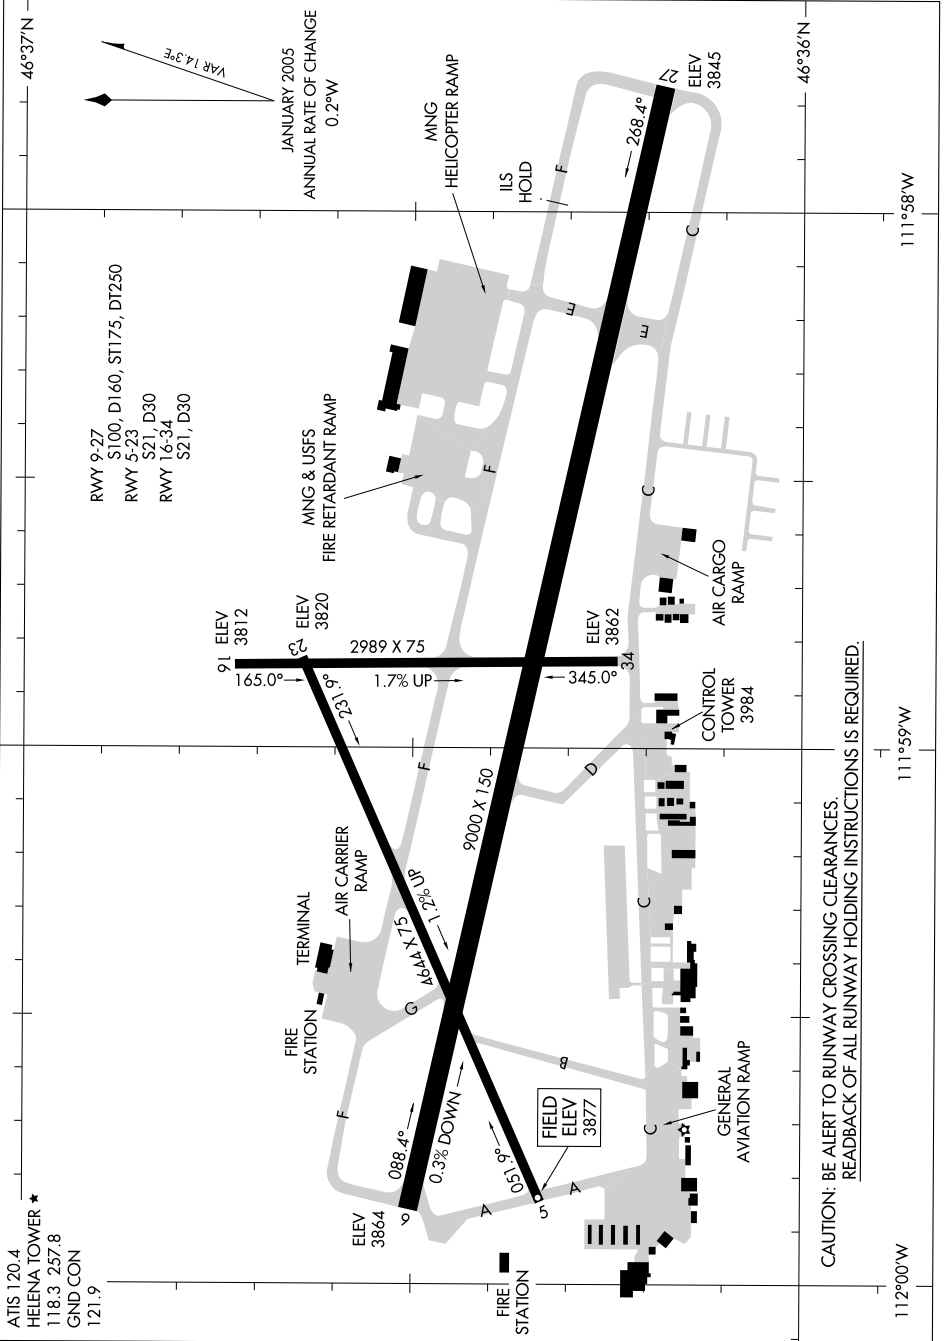 ATIS 120.4
HELENA TOWER ★
118.3 257.8
GND CON
121.9
RWY 9-27
S100, D160, ST175, DT250
RWY 5-23
S21, D30
RWY 16-34
S21, D30
VAR 14.3°E
JANUARY 2005
ANNUAL RATE OF CHANGE
0.2°W
46°37'N
46°36'N
111°58'W
111°59'W
112°00'W
MNG
HELICOPTER RAMP
ILS
HOLD
MNG & USFS
FIRE RETARDANT RAMP
TERMINAL
AIR CARRIER
RAMP
FIRE
STATION
FIRE
STATION
ELEV
3864
9
088.4°
0.3% DOWN
9000 X 150
268.4°
27
ELEV
3845
FIELD
ELEV
3877
5
051.9°
4644 X 75
1.2% UP
231.9°
23
ELEV
3820
16
ELEV
3812
165.0°
2989 X 75
1.7% UP
345.0°
34
ELEV
3862
A
A
B
C
C
C
C
D
E
E
F
F
F
F
G
AIR CARGO
RAMP
CONTROL
TOWER
3984
GENERAL
AVIATION RAMP
CAUTION: BE ALERT TO RUNWAY CROSSING CLEARANCES.
READBACK OF ALL RUNWAY HOLDING INSTRUCTIONS IS REQUIRED.